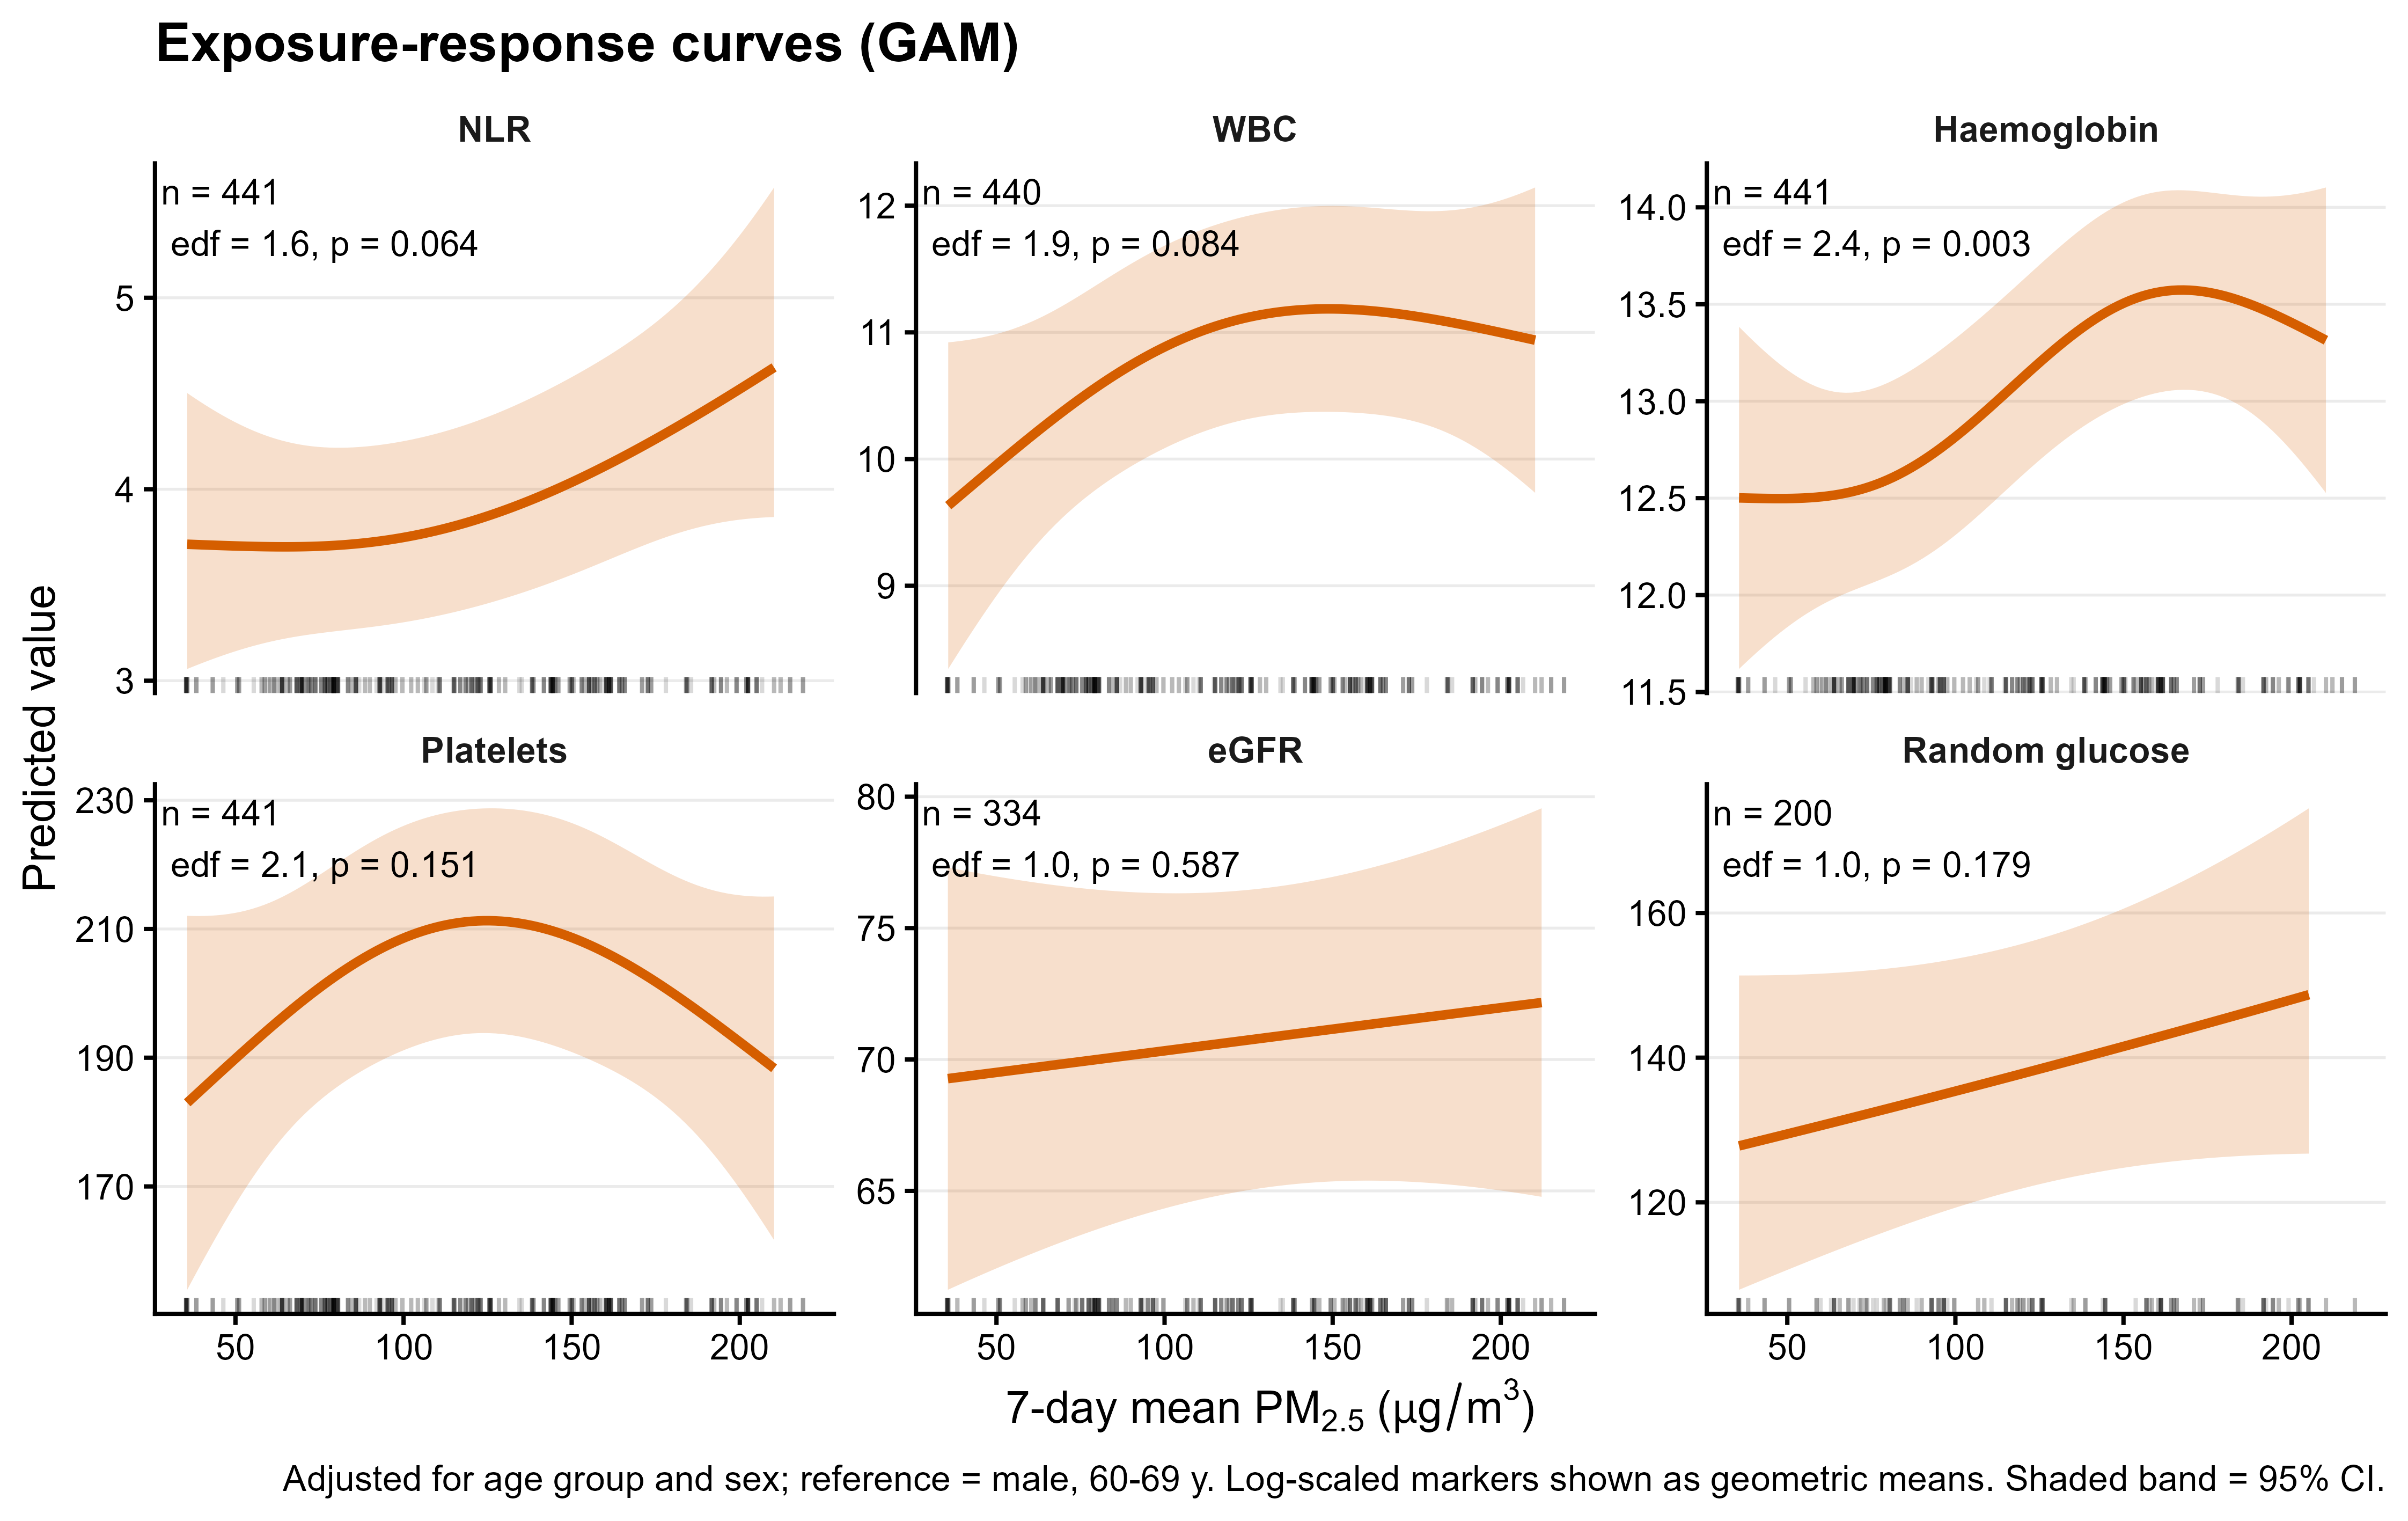 Exposure-response curves (GAM)
NLR
n = 441
edf = 1.6, p = 0.064
5
4
3
WBC
n = 440
edf = 1.9, p = 0.084
12
11
10
9
Haemoglobin
n = 441
edf = 2.4, p = 0.003
14.0
13.5
13.0
12.5
12.0
11.5
Predicted value
Platelets
n = 441
edf = 2.1, p = 0.151
230
210
190
170
50 100 150 200
eGFR
n = 334
edf = 1.0, p = 0.587
80
75
70
65
50 100 150 200
Random glucose
n = 200
edf = 1.0, p = 0.179
160
140
120
50 100 150 200
7-day mean PM₂.₅ (μg/m³)
Adjusted for age group and sex; reference = male, 60-69 y. Log-scaled markers shown as geometric means. Shaded band = 95% CI.